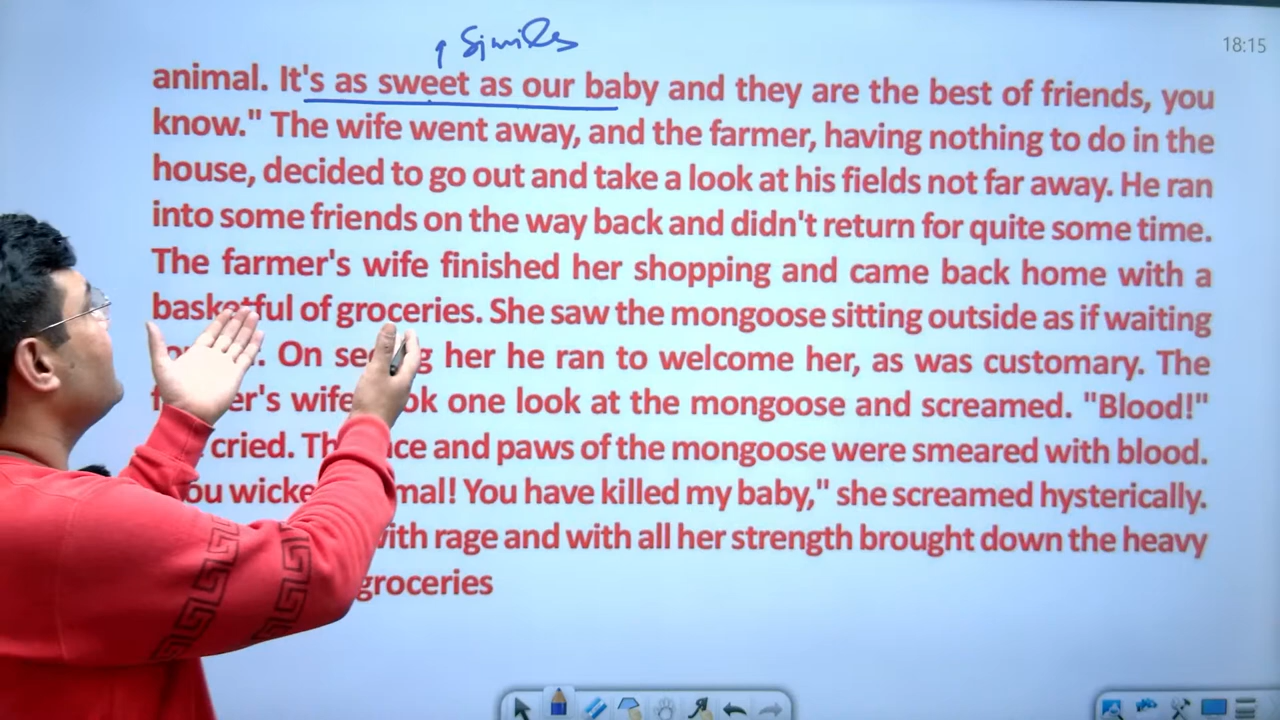 Similes
18:15
animal. It's as sweet as our baby and they are the best of friends, you
know." The wife went away, and the farmer, having nothing to do in the
house, decided to go out and take a look at his fields not far away. He ran
into some friends on the way back and didn't return for quite some time.
The farmer's wife finished her shopping and came back home with a
basketful of groceries. She saw the mongoose sitting outside as if waiting
On her he ran to welcome her, as was customary. The
wife one look at the mongoose and screamed. "Blood!"
cried. and paws of the mongoose were smeared with blood.
You have killed my baby," she screamed hysterically.
with rage and with all her strength brought down the heavy
groceries